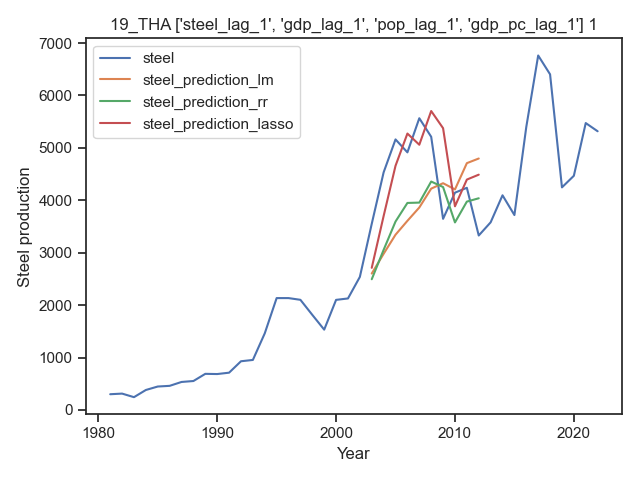 19_THA ['steel_lag_1', 'gdp_lag_1', 'pop_lag_1', 'gdp_pc_lag_1'] 1
steel
steel_prediction_lm
steel_prediction_rr
steel_prediction_lasso
Steel production
7000
6000
5000
4000
3000
2000
1000
0
1980 1990 2000 2010 2020
Year